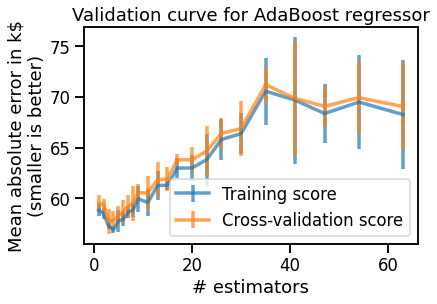 Validation curve for AdaBoost regressor
Mean absolute error in k$
(smaller is better)
75
70
65
60
Training score
Cross-validation score
0
20
40
60
# estimators